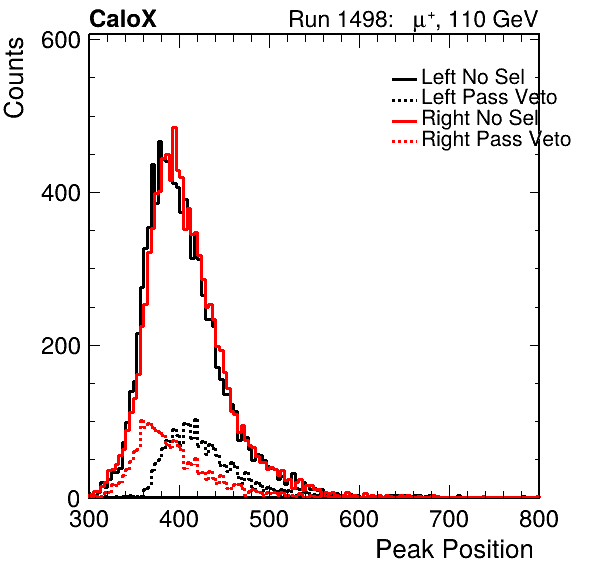 CaloX Run 1498: μ⁺, 110 GeV
Counts
600
400
200
0
Left No Sel
Left Pass Veto
Right No Sel
Right Pass Veto
300 400 500 600 700 800
Peak Position